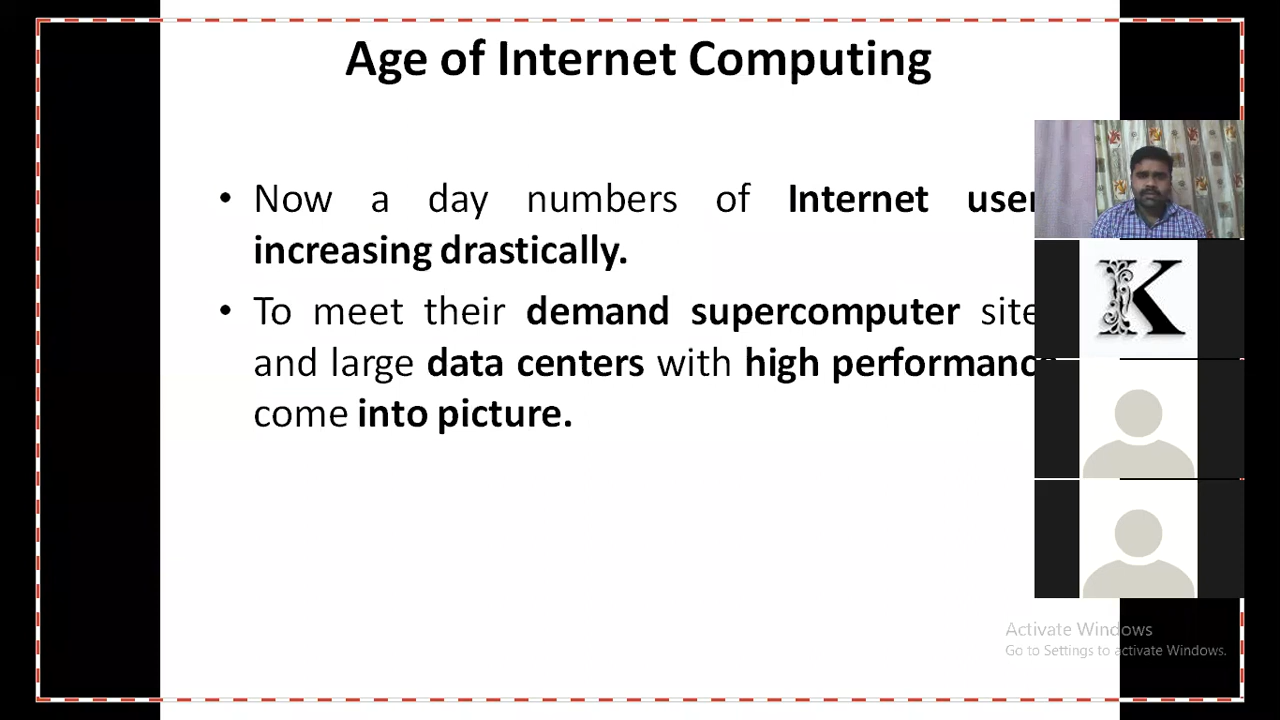 Age of Internet Computing
• Now a day numbers of Internet user
increasing drastically.
• To meet their demand supercomputer site
and large data centers with high performance
come into picture.
K
Activate Windows
Go to Settings to activate Windows.